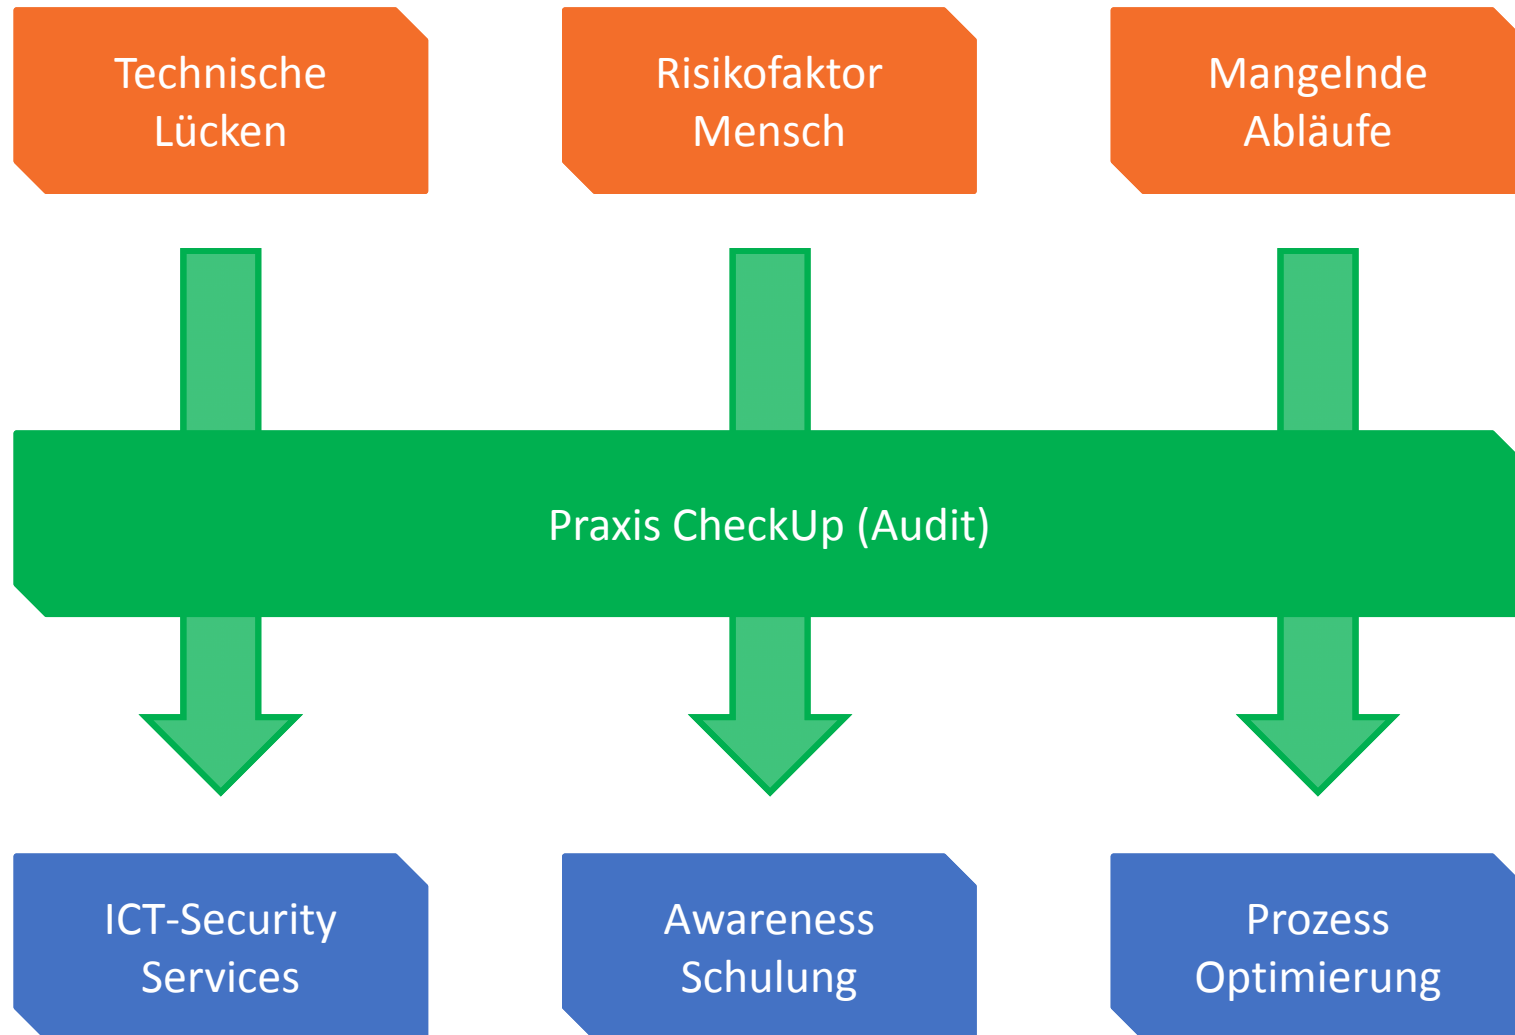 Technische
Lücken
Risikofaktor
Mensch
Mangelnde
Abläufe
Praxis CheckUp (Audit)
ICT-Security
Services
Awareness
Schulung
Prozess
Optimierung